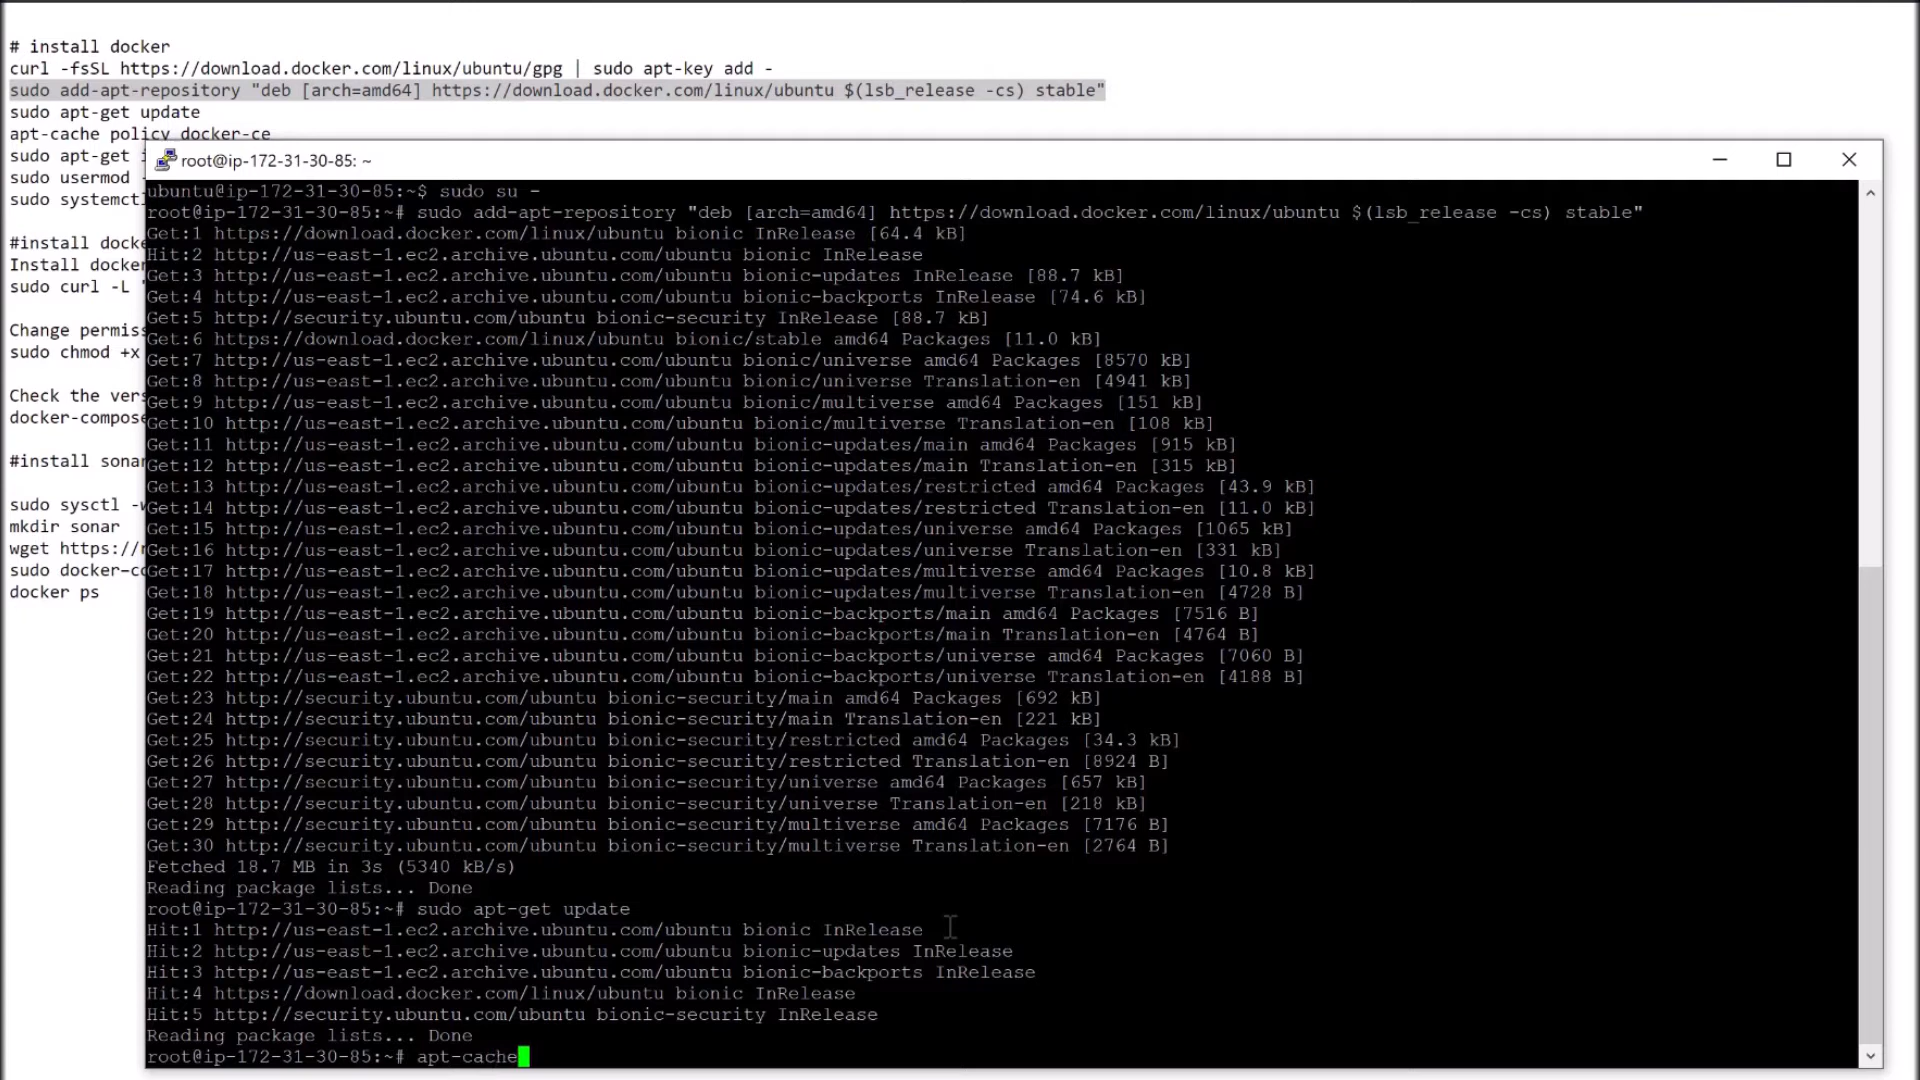 # install docker
curl -fsSL https://download.docker.com/linux/ubuntu/gpg | sudo apt-key add -
sudo add-apt-repository "deb [arch=amd64] https://download.docker.com/linux/ubuntu $(lsb_release -cs) stable"
sudo apt-get update
apt-cache policy docker-ce
sudo apt-get
sudo usermod
sudo systemctl
#install docke
Install docker
sudo curl -L
Change permiss
sudo chmod +x
Check the vers
docker-compose
#install sonar
sudo sysctl -w
mkdir sonar
wget https://
sudo docker-co
docker ps
root@ip-172-31-30-85: ~
ubuntu@ip-172-31-30-85:~$ sudo su -
root@ip-172-31-30-85:~# sudo add-apt-repository "deb [arch=amd64] https://download.docker.com/linux/ubuntu $(lsb_release -cs) stable"
Get:1 https://download.docker.com/linux/ubuntu bionic InRelease [64.4 kB]
Hit:2 http://us-east-1.ec2.archive.ubuntu.com/ubuntu bionic InRelease
Get:3 http://us-east-1.ec2.archive.ubuntu.com/ubuntu bionic-updates InRelease [88.7 kB]
Get:4 http://us-east-1.ec2.archive.ubuntu.com/ubuntu bionic-backports InRelease [74.6 kB]
Get:5 http://security.ubuntu.com/ubuntu bionic-security InRelease [88.7 kB]
Get:6 https://download.docker.com/linux/ubuntu bionic/stable amd64 Packages [11.0 kB]
Get:7 http://us-east-1.ec2.archive.ubuntu.com/ubuntu bionic/universe amd64 Packages [8570 kB]
Get:8 http://us-east-1.ec2.archive.ubuntu.com/ubuntu bionic/universe Translation-en [4941 kB]
Get:9 http://us-east-1.ec2.archive.ubuntu.com/ubuntu bionic/multiverse amd64 Packages [151 kB]
Get:10 http://us-east-1.ec2.archive.ubuntu.com/ubuntu bionic/multiverse Translation-en [108 kB]
Get:11 http://us-east-1.ec2.archive.ubuntu.com/ubuntu bionic-updates/main amd64 Packages [915 kB]
Get:12 http://us-east-1.ec2.archive.ubuntu.com/ubuntu bionic-updates/main Translation-en [315 kB]
Get:13 http://us-east-1.ec2.archive.ubuntu.com/ubuntu bionic-updates/restricted amd64 Packages [43.9 kB]
Get:14 http://us-east-1.ec2.archive.ubuntu.com/ubuntu bionic-updates/restricted Translation-en [11.0 kB]
Get:15 http://us-east-1.ec2.archive.ubuntu.com/ubuntu bionic-updates/universe amd64 Packages [1065 kB]
Get:16 http://us-east-1.ec2.archive.ubuntu.com/ubuntu bionic-updates/universe Translation-en [331 kB]
Get:17 http://us-east-1.ec2.archive.ubuntu.com/ubuntu bionic-updates/multiverse amd64 Packages [10.8 kB]
Get:18 http://us-east-1.ec2.archive.ubuntu.com/ubuntu bionic-updates/multiverse Translation-en [4728 B]
Get:19 http://us-east-1.ec2.archive.ubuntu.com/ubuntu bionic-backports/main amd64 Packages [7516 B]
Get:20 http://us-east-1.ec2.archive.ubuntu.com/ubuntu bionic-backports/main Translation-en [4764 B]
Get:21 http://us-east-1.ec2.archive.ubuntu.com/ubuntu bionic-backports/universe amd64 Packages [7060 B]
Get:22 http://us-east-1.ec2.archive.ubuntu.com/ubuntu bionic-backports/universe Translation-en [4188 B]
Get:23 http://security.ubuntu.com/ubuntu bionic-security/main amd64 Packages [692 kB]
Get:24 http://security.ubuntu.com/ubuntu bionic-security/main Translation-en [221 kB]
Get:25 http://security.ubuntu.com/ubuntu bionic-security/restricted amd64 Packages [34.3 kB]
Get:26 http://security.ubuntu.com/ubuntu bionic-security/restricted Translation-en [8924 B]
Get:27 http://security.ubuntu.com/ubuntu bionic-security/universe amd64 Packages [657 kB]
Get:28 http://security.ubuntu.com/ubuntu bionic-security/universe Translation-en [218 kB]
Get:29 http://security.ubuntu.com/ubuntu bionic-security/multiverse amd64 Packages [7176 B]
Get:30 http://security.ubuntu.com/ubuntu bionic-security/multiverse Translation-en [2764 B]
Fetched 18.7 MB in 3s (5340 kB/s)
Reading package lists... Done
root@ip-172-31-30-85:~# sudo apt-get update
Hit:1 http://us-east-1.ec2.archive.ubuntu.com/ubuntu bionic InRelease
Hit:2 http://us-east-1.ec2.archive.ubuntu.com/ubuntu bionic-updates InRelease
Hit:3 http://us-east-1.ec2.archive.ubuntu.com/ubuntu bionic-backports InRelease
Hit:4 https://download.docker.com/linux/ubuntu bionic InRelease
Hit:5 http://security.ubuntu.com/ubuntu bionic-security InRelease
Reading package lists... Done
root@ip-172-31-30-85:~# apt-cache